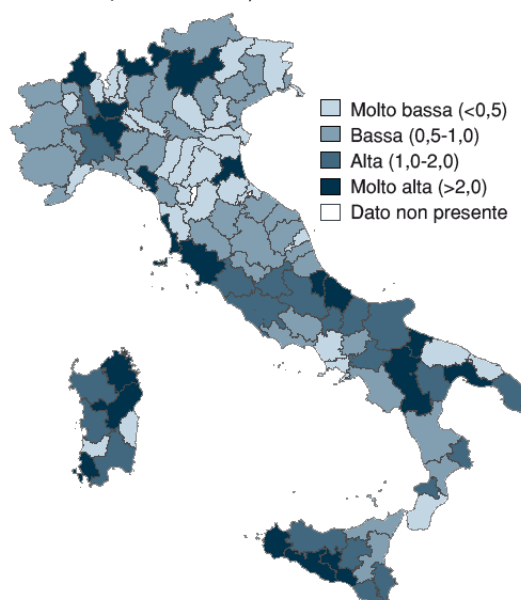 Molto bassa (<0,5)
Bassa (0,5-1,0)
Alta (1,0-2,0)
Molto alta (>2,0)
Dato non presente